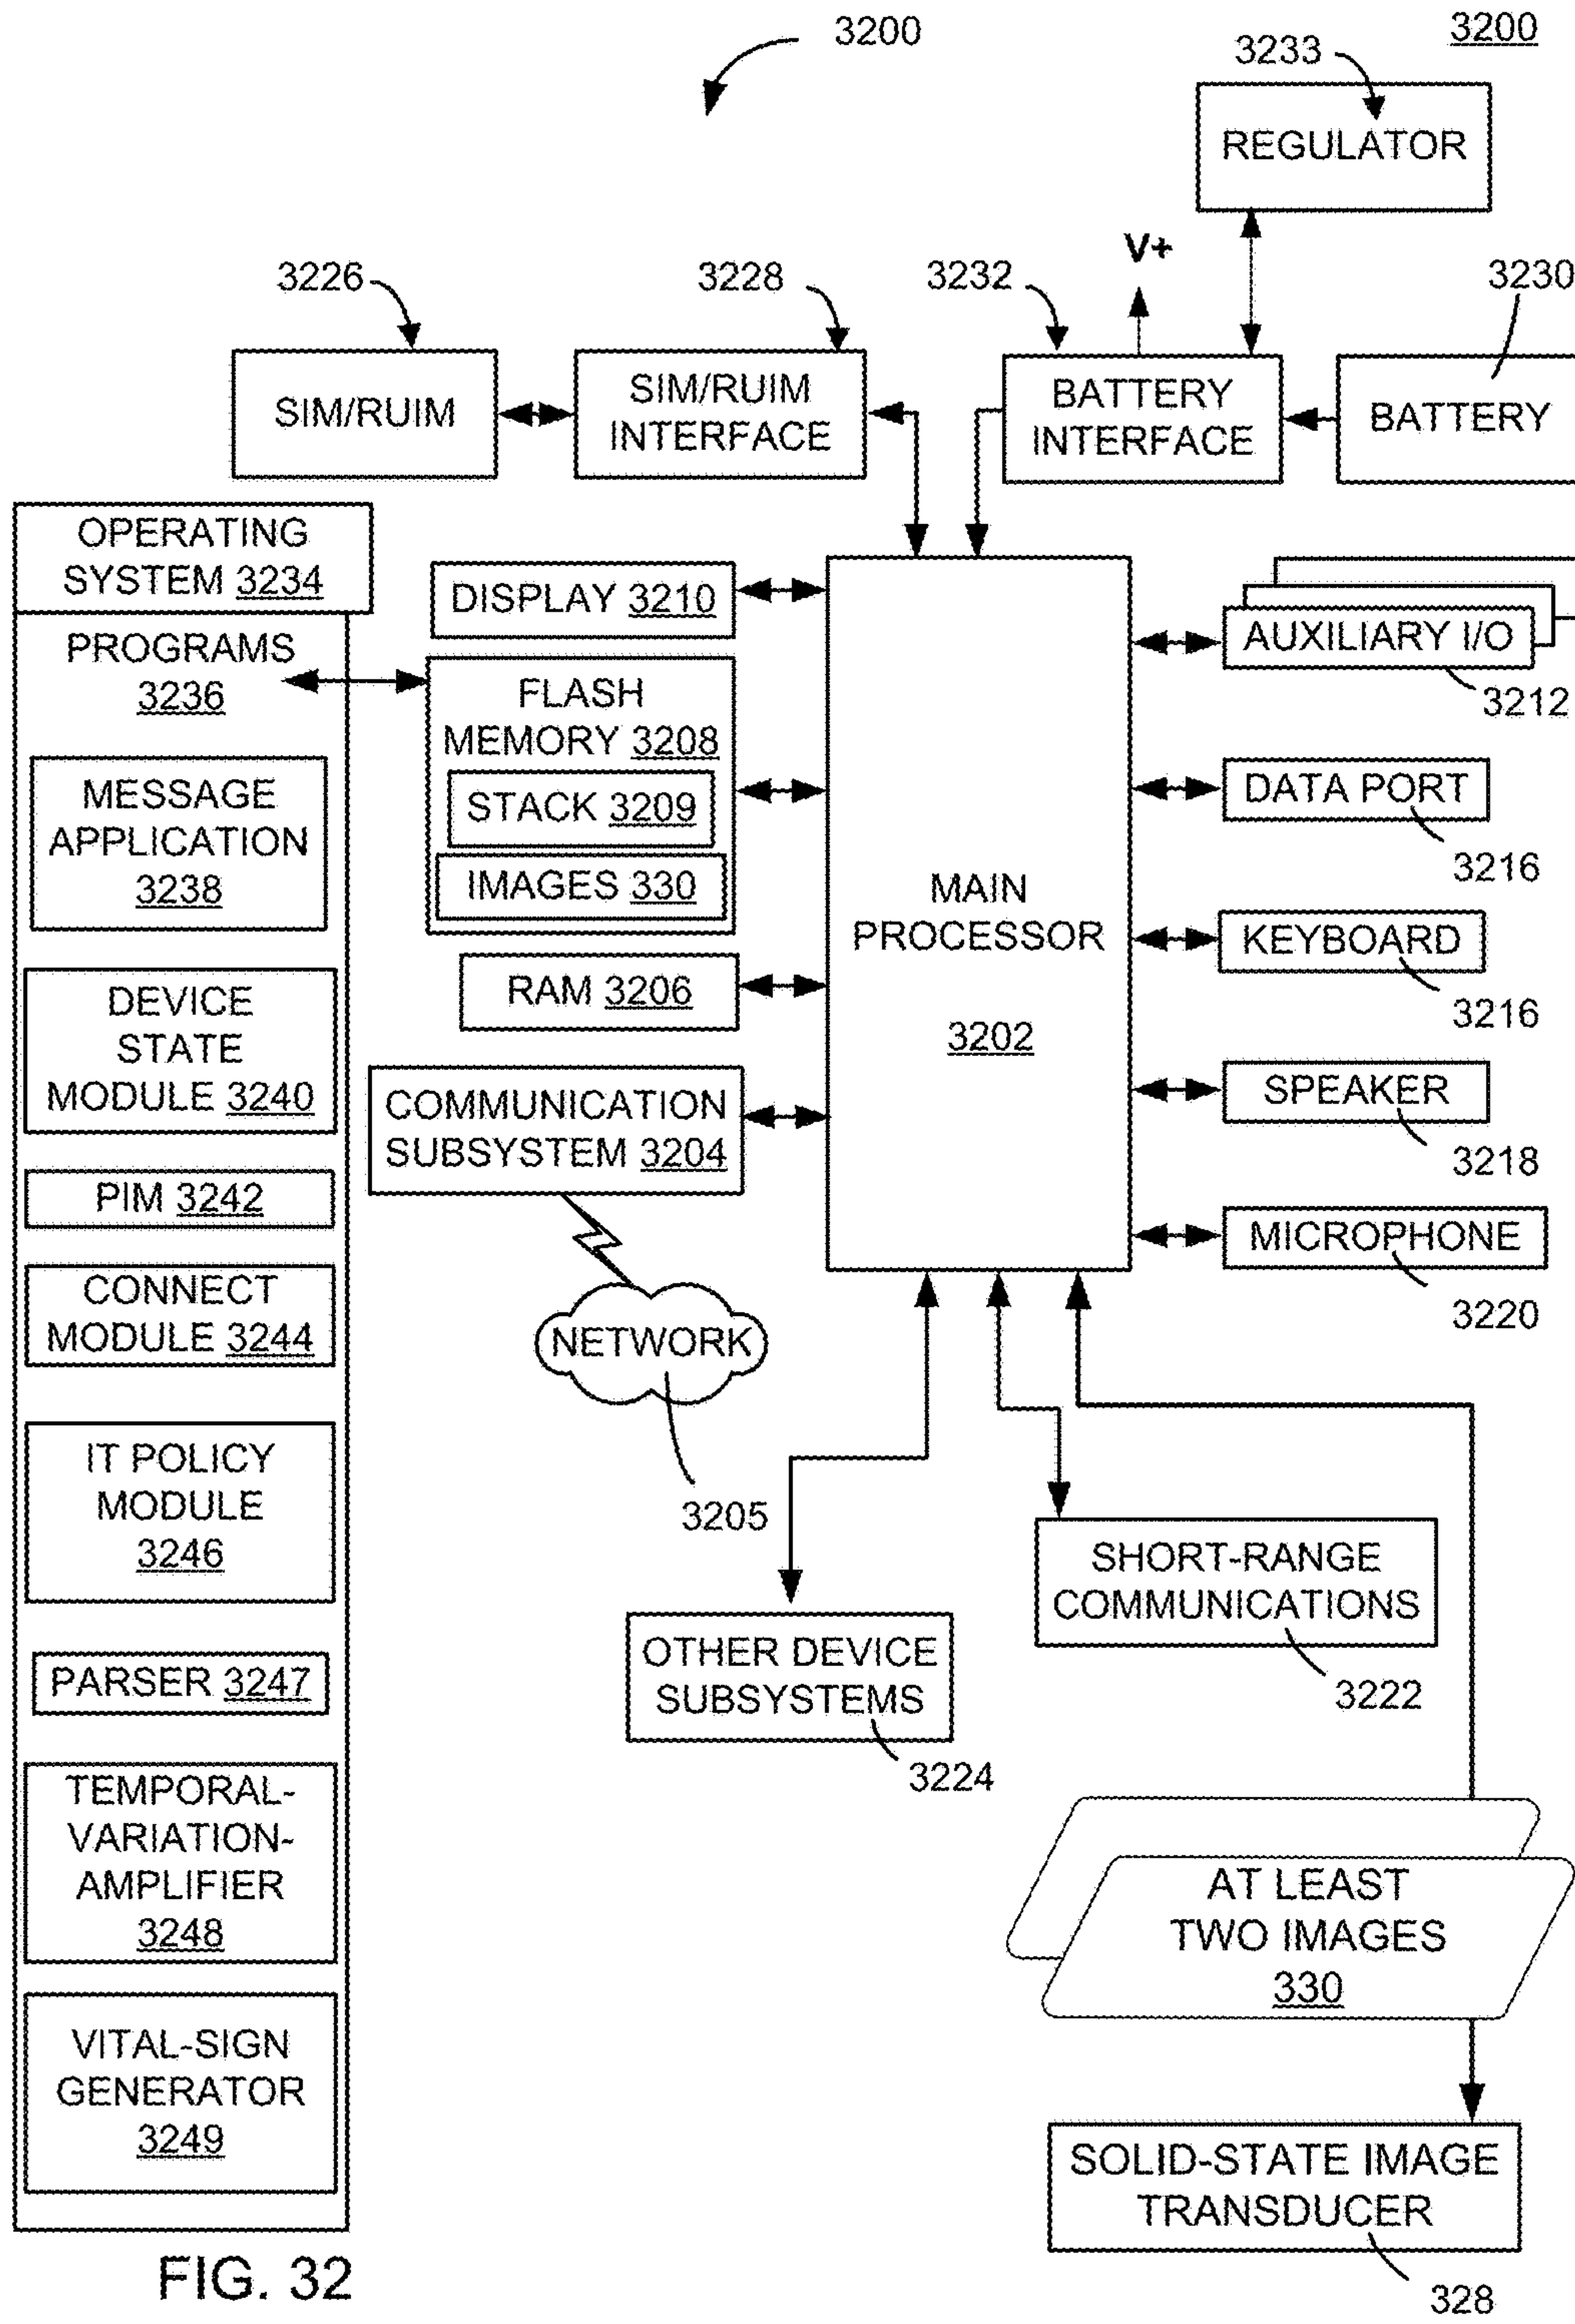 3200
3200
3233
REGULATOR
V+
3226
3228
3232
3230
SIM/RUIM
SIM/RUIM
INTERFACE
BATTERY
INTERFACE
BATTERY
OPERATING
SYSTEM 3234
PROGRAMS
3236
MESSAGE
APPLICATION
3238
DEVICE
STATE
MODULE 3240
PIM 3242
CONNECT
MODULE 3244
IT POLICY
MODULE
3246
PARSER 3247
TEMPORAL-
VARIATION-
AMPLIFIER
3248
VITAL-SIGN
GENERATOR
3249
DISPLAY 3210
FLASH
MEMORY 3208
STACK 3209
IMAGES 330
RAM 3206
COMMUNICATION
SUBSYSTEM 3204
NETWORK
3205
MAIN
PROCESSOR
3202
AUXILIARY I/O
3212
DATA PORT
3216
KEYBOARD
3216
SPEAKER
3218
MICROPHONE
3220
OTHER DEVICE
SUBSYSTEMS
3224
SHORT-RANGE
COMMUNICATIONS
3222
AT LEAST
TWO IMAGES
330
SOLID-STATE IMAGE
TRANSDUCER
328
FIG. 32